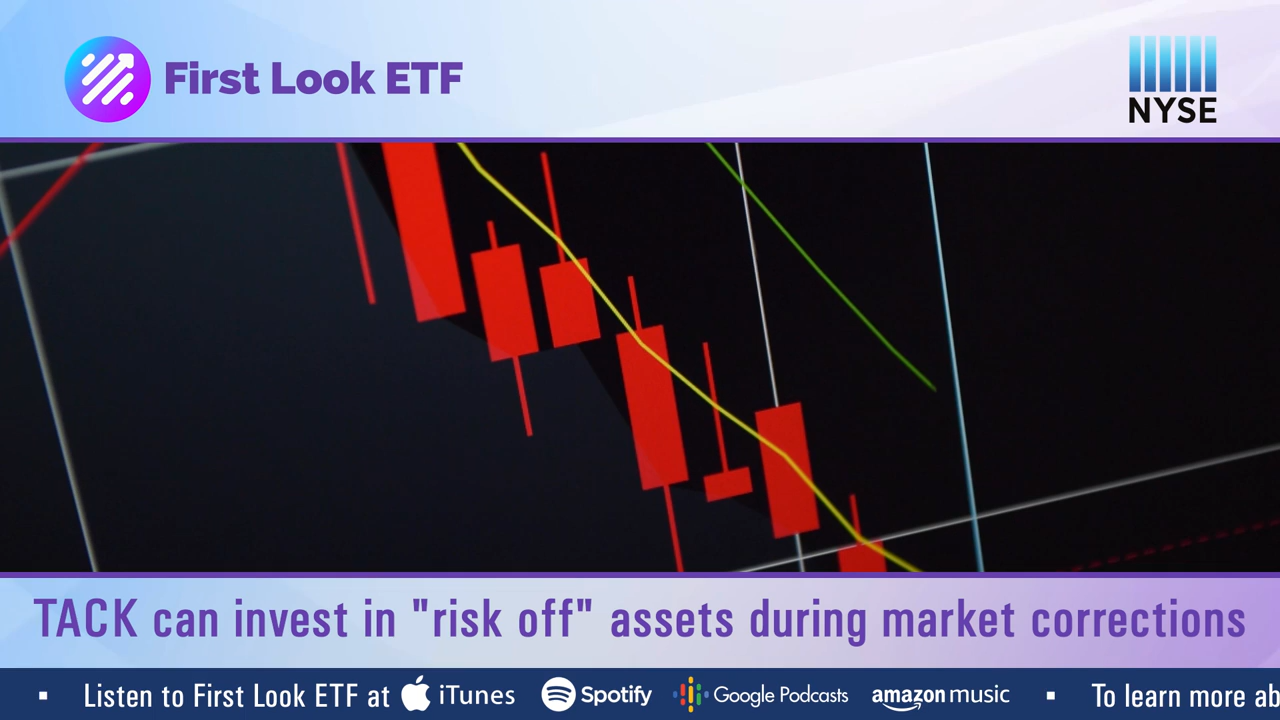 First Look ETF
NYSE
TACK can invest in "risk off" assets during market corrections
▪ Listen to First Look ETF at iTunes Spotify Google Podcasts amazon music ▪ To learn more ab